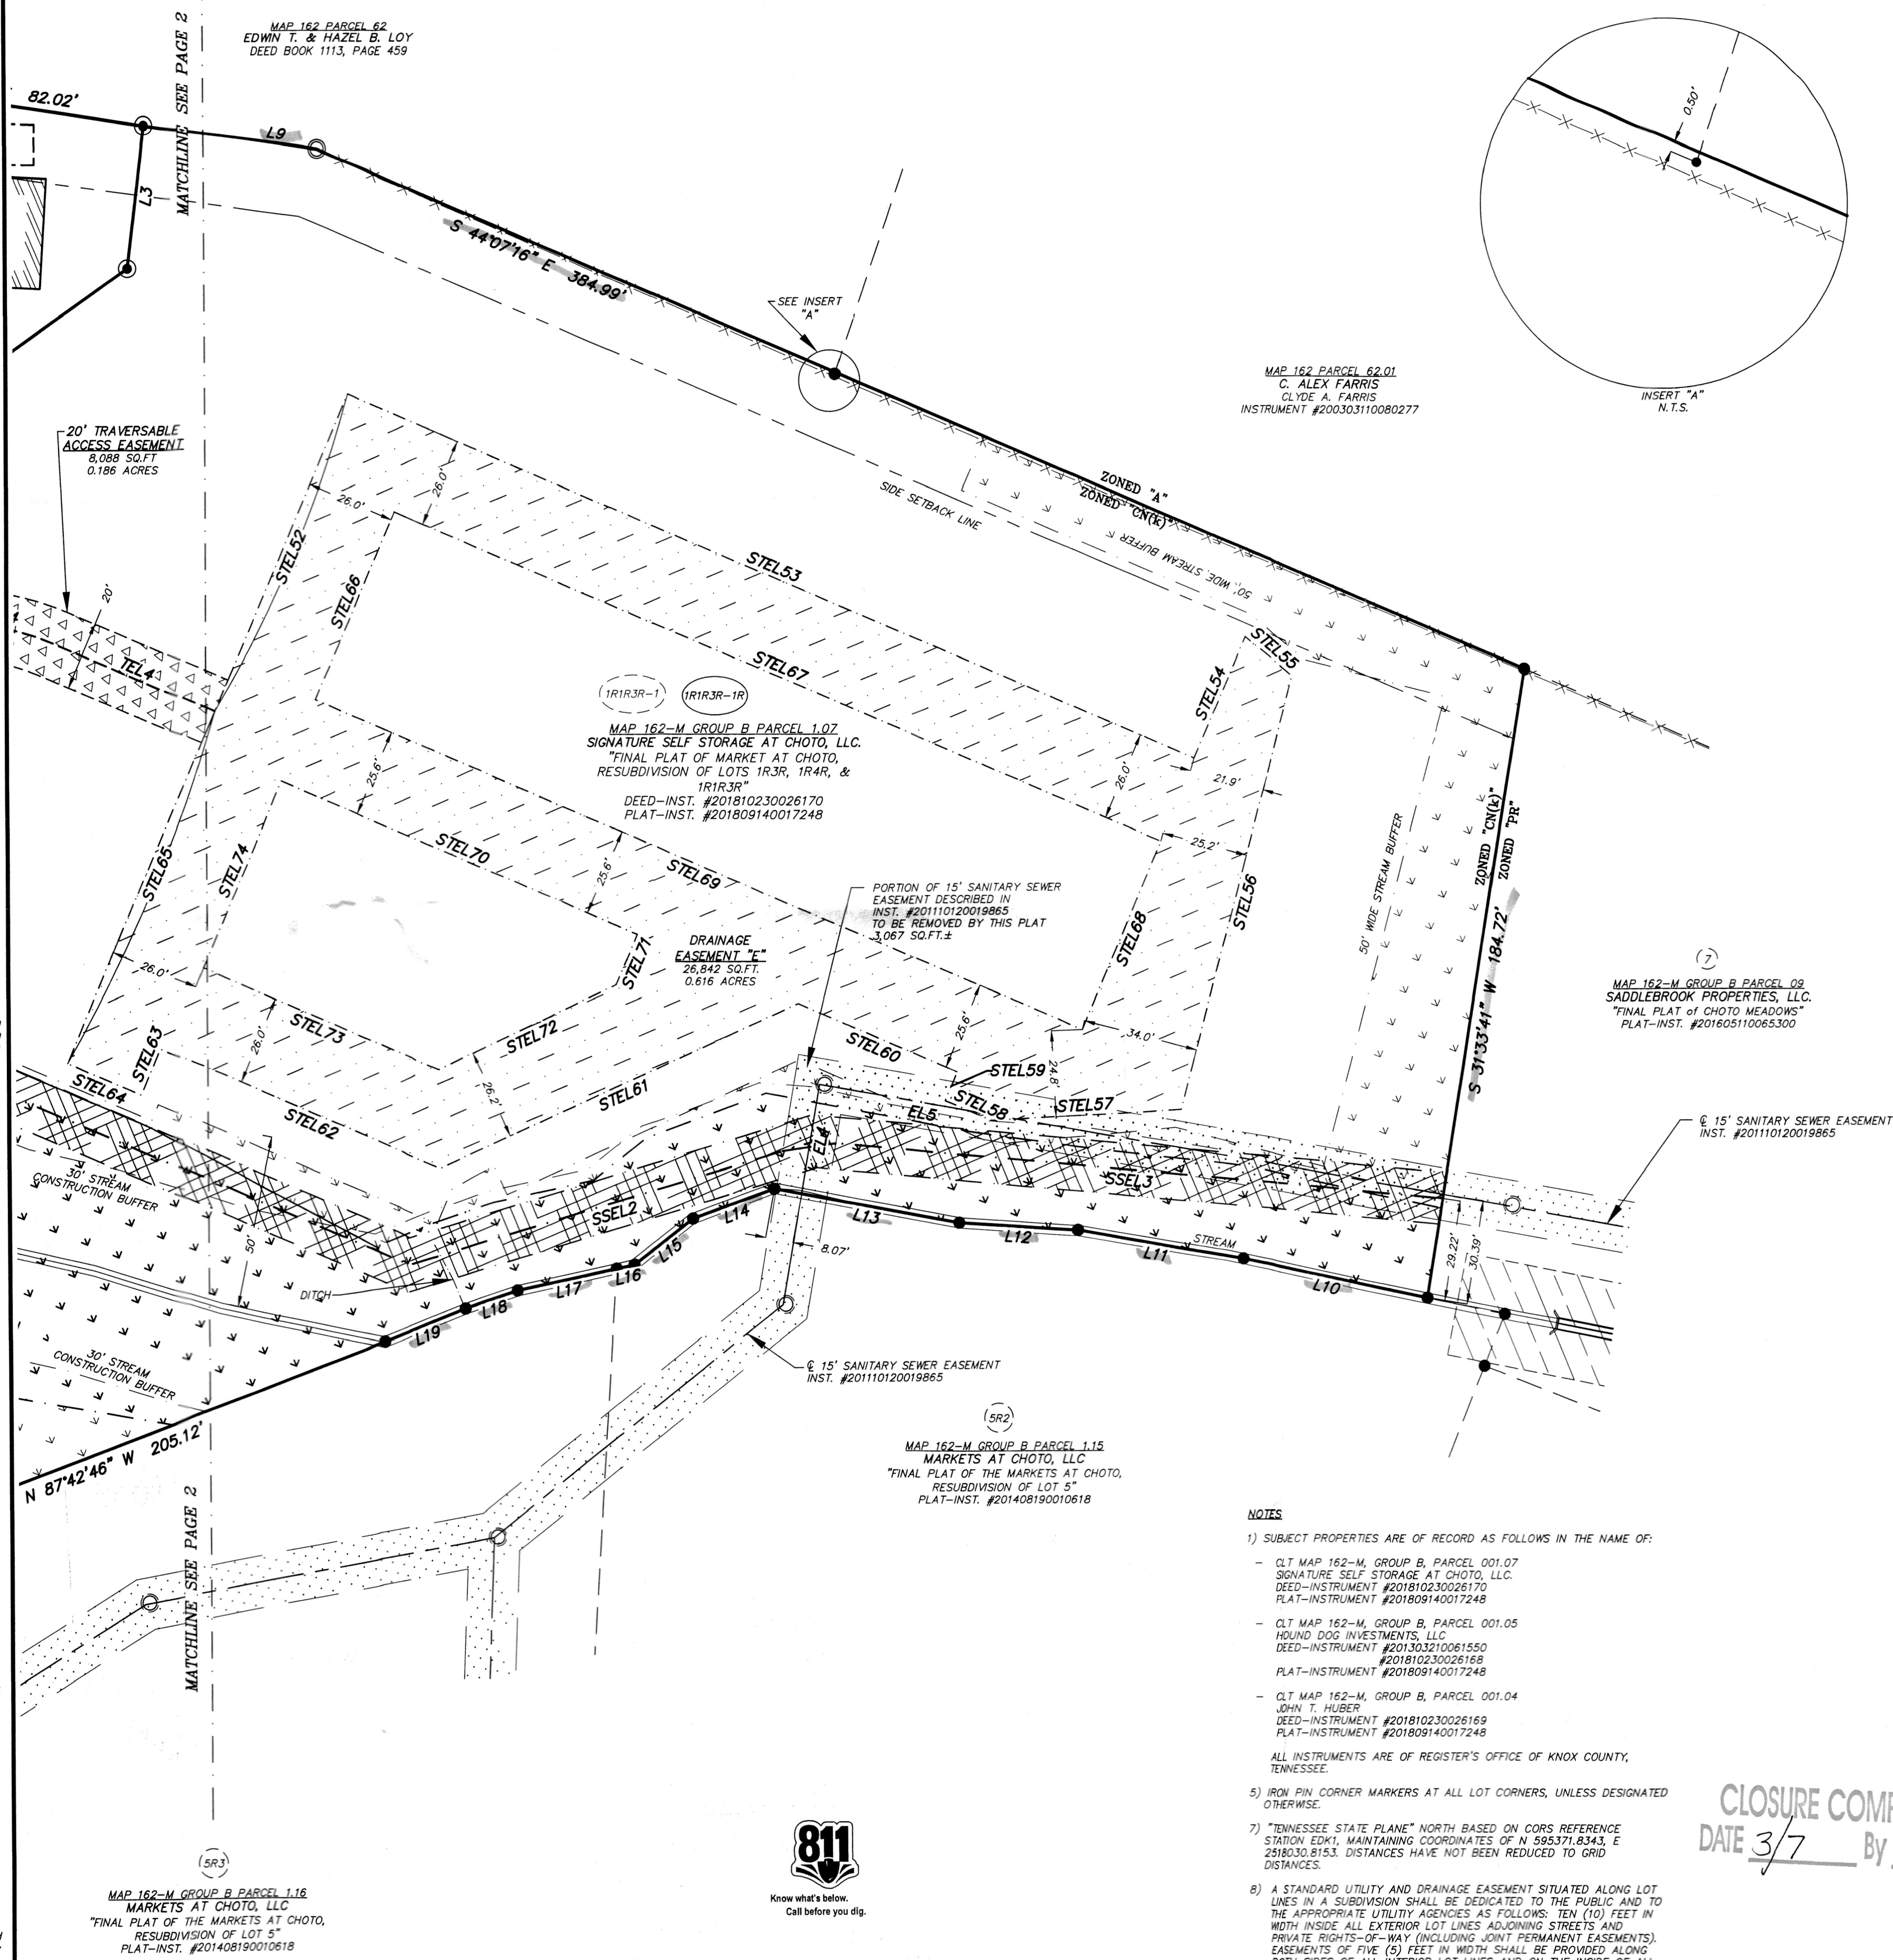 MAP 162 PARCEL 62
EDWIN T. & HAZEL B. LOY
DEED BOOK 1113, PAGE 459
MATCHLINE SEE PAGE 2
82.02'
L9
L3
S 44°07'16" E 384.99'
SEE INSERT
"A"
0.50'
INSERT "A"
N.T.S.
MAP 162 PARCEL 62.01
C. ALEX FARRIS
CLYDE A. FARRIS
INSTRUMENT #200303110080277
20' TRAVERSABLE
ACCESS EASEMENT
8,088 SQ.FT
0.186 ACRES
20'
TEL4
26.0'
26.0'
STEL52
STEL66
STEL53
STEL67
SIDE SETBACK LINE
ZONED "A"
ZONED "CN(k)"
50' WIDE STREAM BUFFER
STEL55
STEL54
1R1R3R-1
1R1R3R-1R
MAP 162-M GROUP B PARCEL 1.07
SIGNATURE SELF STORAGE AT CHOTO, LLC.
"FINAL PLAT OF MARKET AT CHOTO,
RESUBDIVISION OF LOTS 1R3R, 1R4R, &
1R1R3R"
DEED-INST. #201810230026170
PLAT-INST. #201809140017248
25.6'
26.0'
21.9'
25.2'
STEL65
STEL74
STEL70
STEL69
25.6'
STEL56
STEL68
50' WIDE STREAM BUFFER
ZONED "CN(k)"
ZONED "PR"
S 31°33'41" W 184.72'
PORTION OF 15' SANITARY SEWER
EASEMENT DESCRIBED IN
INST. #201110120019865
TO BE REMOVED BY THIS PLAT
3,067 SQ.FT.±
DRAINAGE
EASEMENT "E"
26,842 SQ.FT.
0.616 ACRES
STEL71
26.0'
STEL73
26.0'
STEL72
STEL63
STEL64
STEL62
26.2'
STEL61
STEL60
25.6'
24.8'
34.0'
STEL59
STEL58
STEL57
EL5
EL4
7
MAP 162-M GROUP B PARCEL 09
SADDLEBROOK PROPERTIES, LLC.
"FINAL PLAT of CHOTO MEADOWS"
PLAT-INST. #201605110065300
℄ 15' SANITARY SEWER EASEMENT
INST. #201110120019865
30' STREAM
CONSTRUCTION BUFFER
50'
SSEL2
SSEL3
DITCH
STREAM
L19
L18
L17
L16
L15
L14
L13
L12
L11
L10
8.07'
29.22'
30.39'
30' STREAM
CONSTRUCTION BUFFER
N 87°42'46" W 205.12'
℄ 15' SANITARY SEWER EASEMENT
INST. #201110120019865
5R2
MAP 162-M GROUP B PARCEL 1.15
MARKETS AT CHOTO, LLC
"FINAL PLAT OF THE MARKETS AT CHOTO,
RESUBDIVISION OF LOT 5"
PLAT-INST. #201408190010618
MATCHLINE SEE PAGE 2
5R3
MAP 162-M GROUP B PARCEL 1.16
MARKETS AT CHOTO, LLC
"FINAL PLAT OF THE MARKETS AT CHOTO,
RESUBDIVISION OF LOT 5"
PLAT-INST. #201408190010618
811
Know what's below.
Call before you dig.
NOTES
1) SUBJECT PROPERTIES ARE OF RECORD AS FOLLOWS IN THE NAME OF:
- CLT MAP 162-M, GROUP B, PARCEL 001.07
SIGNATURE SELF STORAGE AT CHOTO, LLC.
DEED-INSTRUMENT #201810230026170
PLAT-INSTRUMENT #201809140017248
- CLT MAP 162-M, GROUP B, PARCEL 001.05
HOUND DOG INVESTMENTS, LLC
DEED-INSTRUMENT #201303210061550
#201810230026168
PLAT-INSTRUMENT #201809140017248
- CLT MAP 162-M, GROUP B, PARCEL 001.04
JOHN T. HUBER
DEED-INSTRUMENT #201810230026169
PLAT-INSTRUMENT #201809140017248
ALL INSTRUMENTS ARE OF REGISTER'S OFFICE OF KNOX COUNTY,
TENNESSEE.
5) IRON PIN CORNER MARKERS AT ALL LOT CORNERS, UNLESS DESIGNATED
OTHERWISE.
7) "TENNESSEE STATE PLANE" NORTH BASED ON CORS REFERENCE
STATION EDK1, MAINTAINING COORDINATES OF N 595371.8343, E
2518030.8153. DISTANCES HAVE NOT BEEN REDUCED TO GRID
DISTANCES.
8) A STANDARD UTILITY AND DRAINAGE EASEMENT SITUATED ALONG LOT
LINES IN A SUBDIVISION SHALL BE DEDICATED TO THE PUBLIC AND TO
THE APPROPRIATE UTILITIY AGENCIES AS FOLLOWS: TEN (10) FEET IN
WIDTH INSIDE ALL EXTERIOR LOT LINES ADJOINING STREETS AND
PRIVATE RIGHTS-OF-WAY (INCLUDING JOINT PERMANENT EASEMENTS).
EASEMENTS OF FIVE (5) FEET IN WIDTH SHALL BE PROVIDED ALONG
CLOSURE
DATE 3/7 By